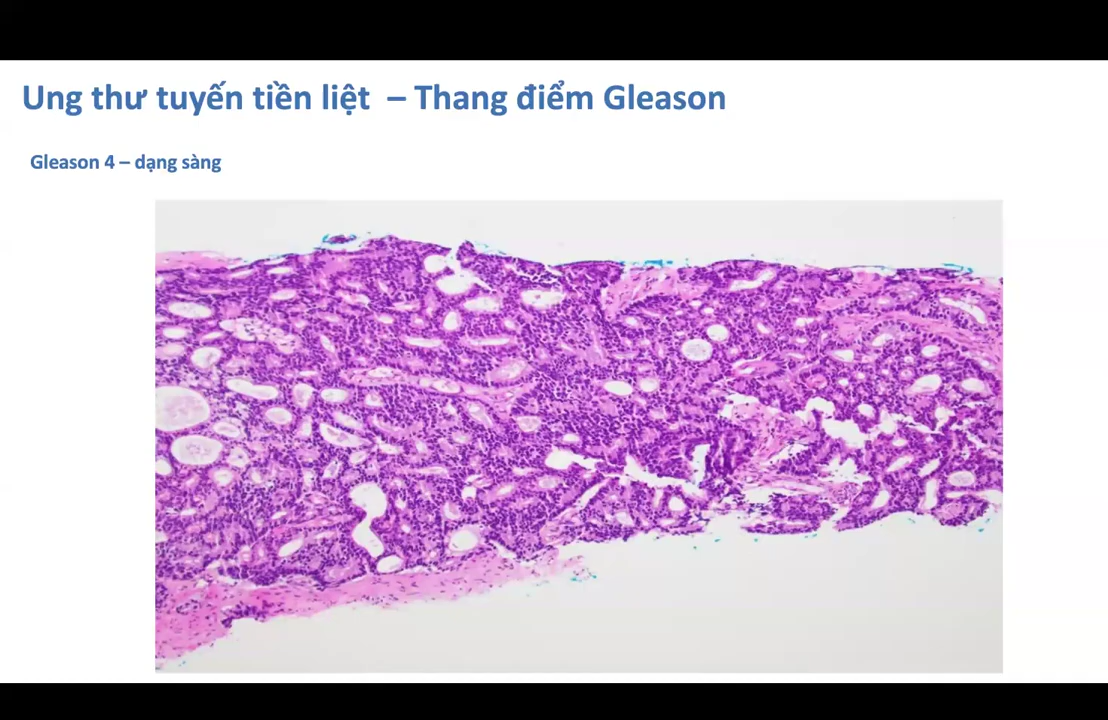 Ung thư tuyến tiền liệt – Thang điểm Gleason
Gleason 4 – dạng sàng